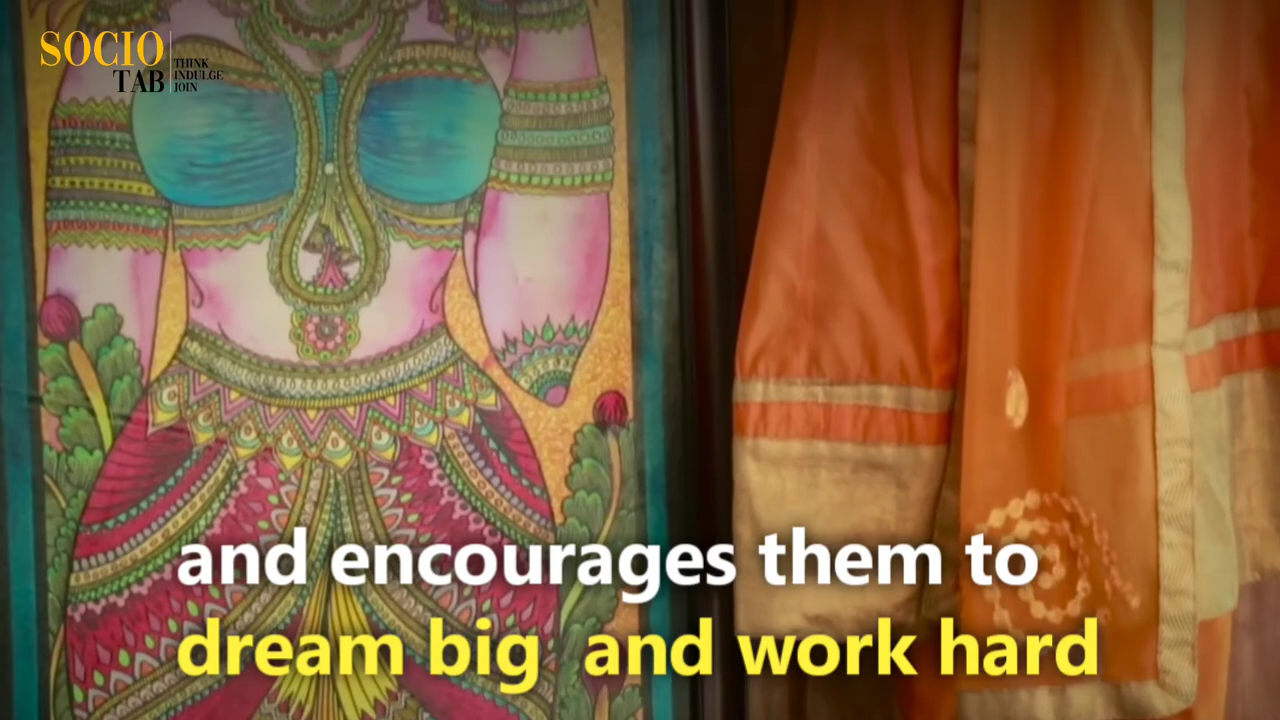 SOCIO
TAB
THINK
INDULGE
JOIN
and encourages them to
dream big  and work hard